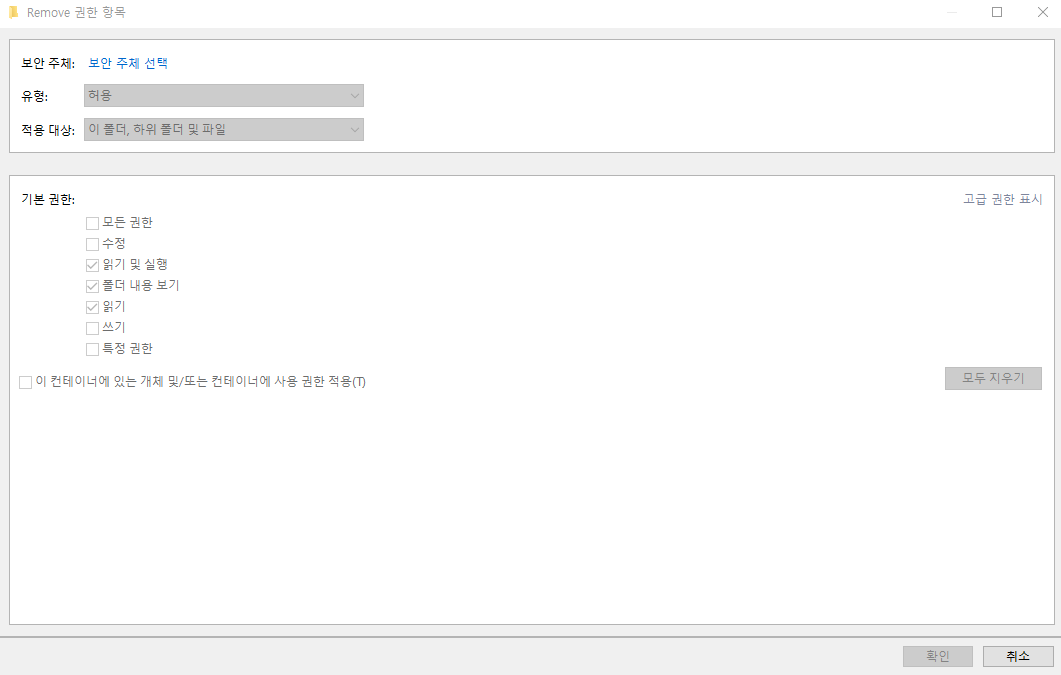 Remove 권한 항목
보안 주체: 보안 주체 선택
유형: 허용
적용 대상: 이 폴더, 하위 폴더 및 파일
기본 권한: 고급 권한 표시
모든 권한
수정
읽기 및 실행
폴더 내용 보기
읽기
쓰기
특정 권한
이 컨테이너에 있는 개체 및/또는 컨테이너에 사용 권한 적용(T) 모두 지우기
확인 취소